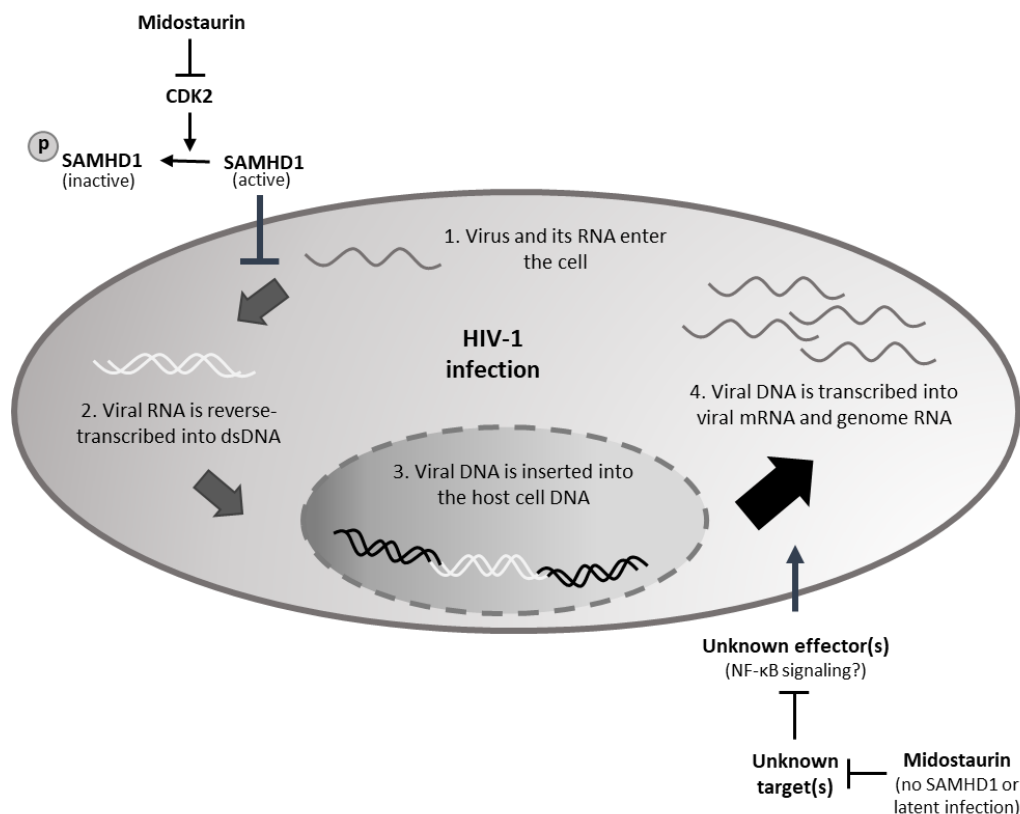 Midostaurin
CDK2
P
SAMHD1
(inactive)
SAMHD1
(active)
1. Virus and its RNA enter
the cell
HIV-1
infection
2. Viral RNA is reverse-
transcribed into dsDNA
3. Viral DNA is inserted into
the host cell DNA
4. Viral DNA is transcribed into
viral mRNA and genome RNA
Unknown effector(s)
(NF-κB signaling?)
Unknown
target(s)
Midostaurin
(no SAMHD1 or
latent infection)